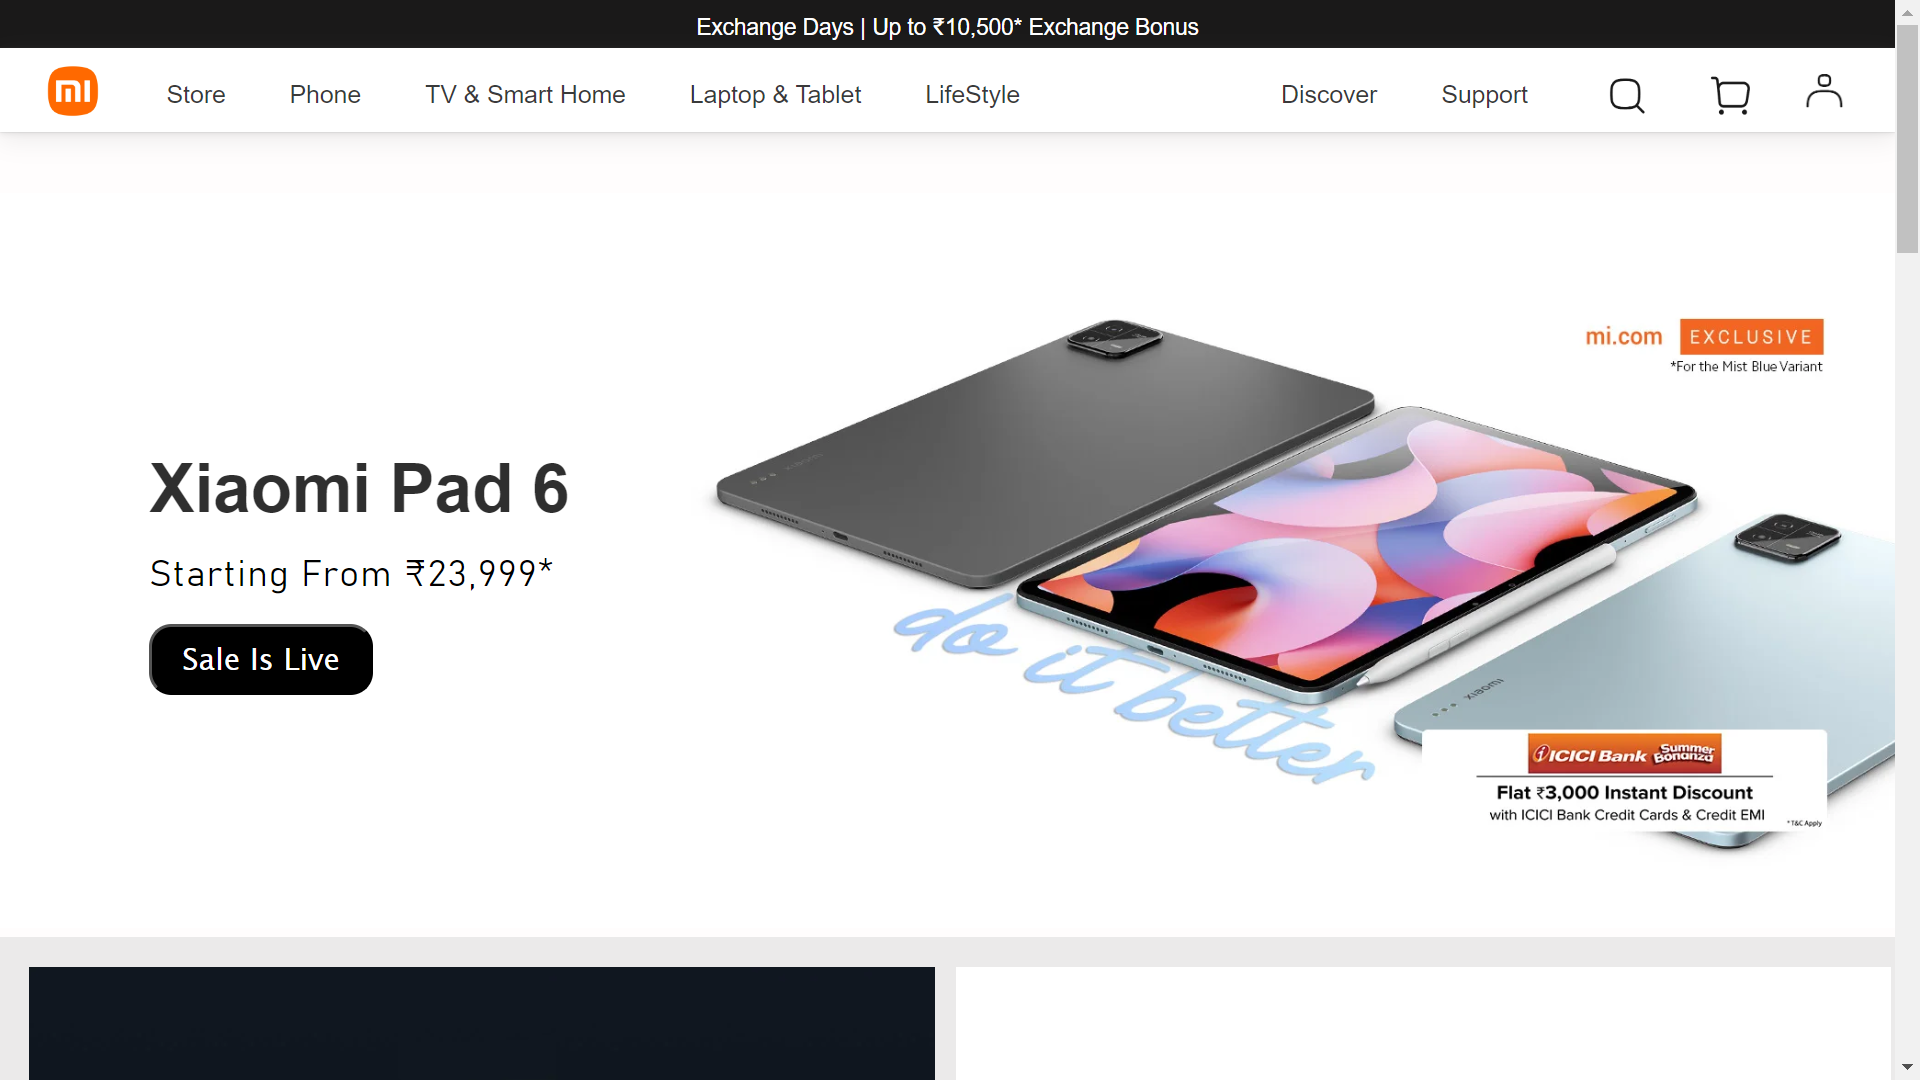 Exchange Days | Up to ₹10,500* Exchange Bonus
mi
Store
Phone
TV & Smart Home
Laptop & Tablet
LifeStyle
Discover
Support
mi.com EXCLUSIVE
*For the Mist Blue Variant
Xiaomi Pad 6
Starting From ₹23,999*
Sale Is Live
do it better
xiaomi
ICICI Bank Summer Bonanza
Flat ₹3,000 Instant Discount
with ICICI Bank Credit Cards & Credit EMI
*T&C Apply